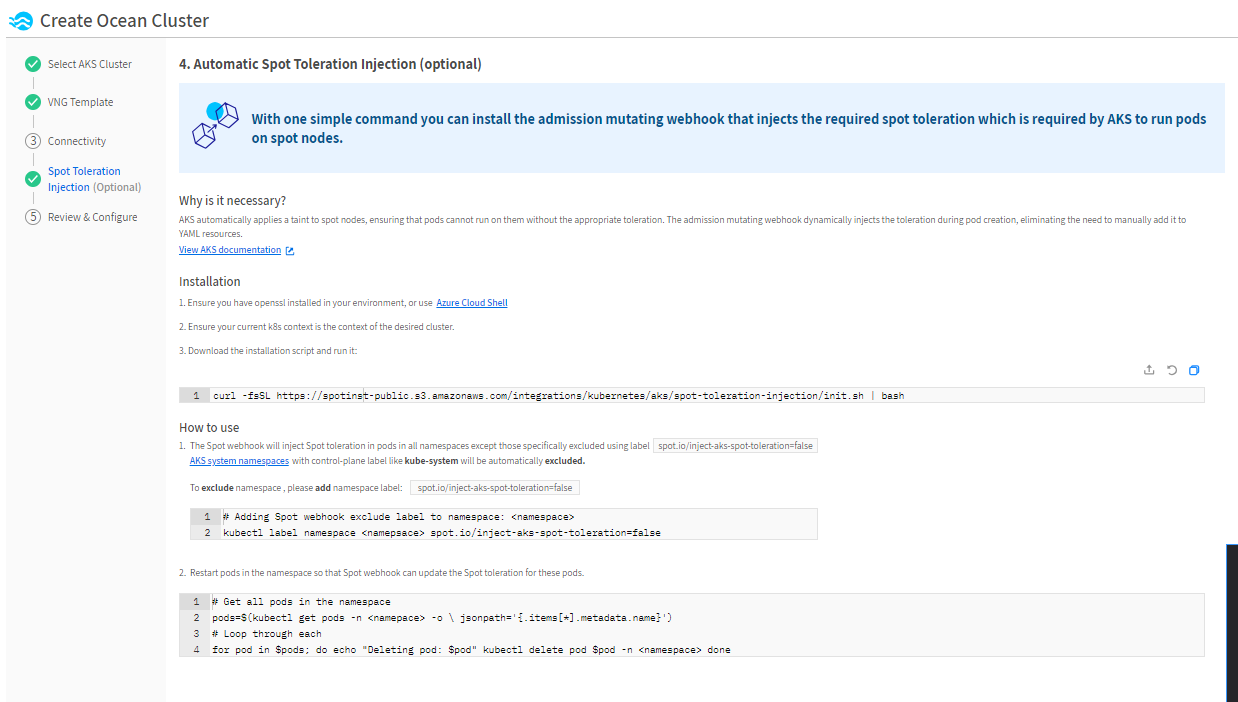 Create Ocean Cluster
Select AKS Cluster
VNG Template
3 Connectivity
Spot Toleration
Injection (Optional)
5 Review & Configure
4. Automatic Spot Toleration Injection (optional)
With one simple command you can install the admission mutating webhook that injects the required spot toleration which is required by AKS to run pods
on spot nodes.
Why is it necessary?
AKS automatically applies a taint to spot nodes, ensuring that pods cannot run on them without the appropriate toleration. The admission mutating webhook dynamically injects the toleration during pod creation, eliminating the need to manually add it to
YAML resources.
View AKS documentation
Installation
1. Ensure you have openssl installed in your environment, or use Azure Cloud Shell
2. Ensure your current k8s context is the context of the desired cluster.
3. Download the installation script and run it:
1 curl -fsSL https://spotinst-public.s3.amazonaws.com/integrations/kubernetes/aks/spot-toleration-injection/init.sh | bash
How to use
1. The Spot webhook will inject Spot toleration in pods in all namespaces except those specifically excluded using label spot.io/inject-aks-spot-toleration=false
AKS system namespaces with control-plane label like kube-system will be automatically excluded.
To exclude namespace , please add namespace label: spot.io/inject-aks-spot-toleration=false
1 # Adding Spot webhook exclude label to namespace: <namespace>
2 kubectl label namespace <namepsace> spot.io/inject-aks-spot-toleration=false
2. Restart pods in the namespace so that Spot webhook can update the Spot toleration for these pods.
1 # Get all pods in the namespace
2 pods=$(kubectl get pods -n <namepace> -o \ jsonpath='{.items[*].metadata.name}')
3 # Loop through each
4 for pod in $pods; do echo "Deleting pod: $pod" kubectl delete pod $pod -n <namespace> done